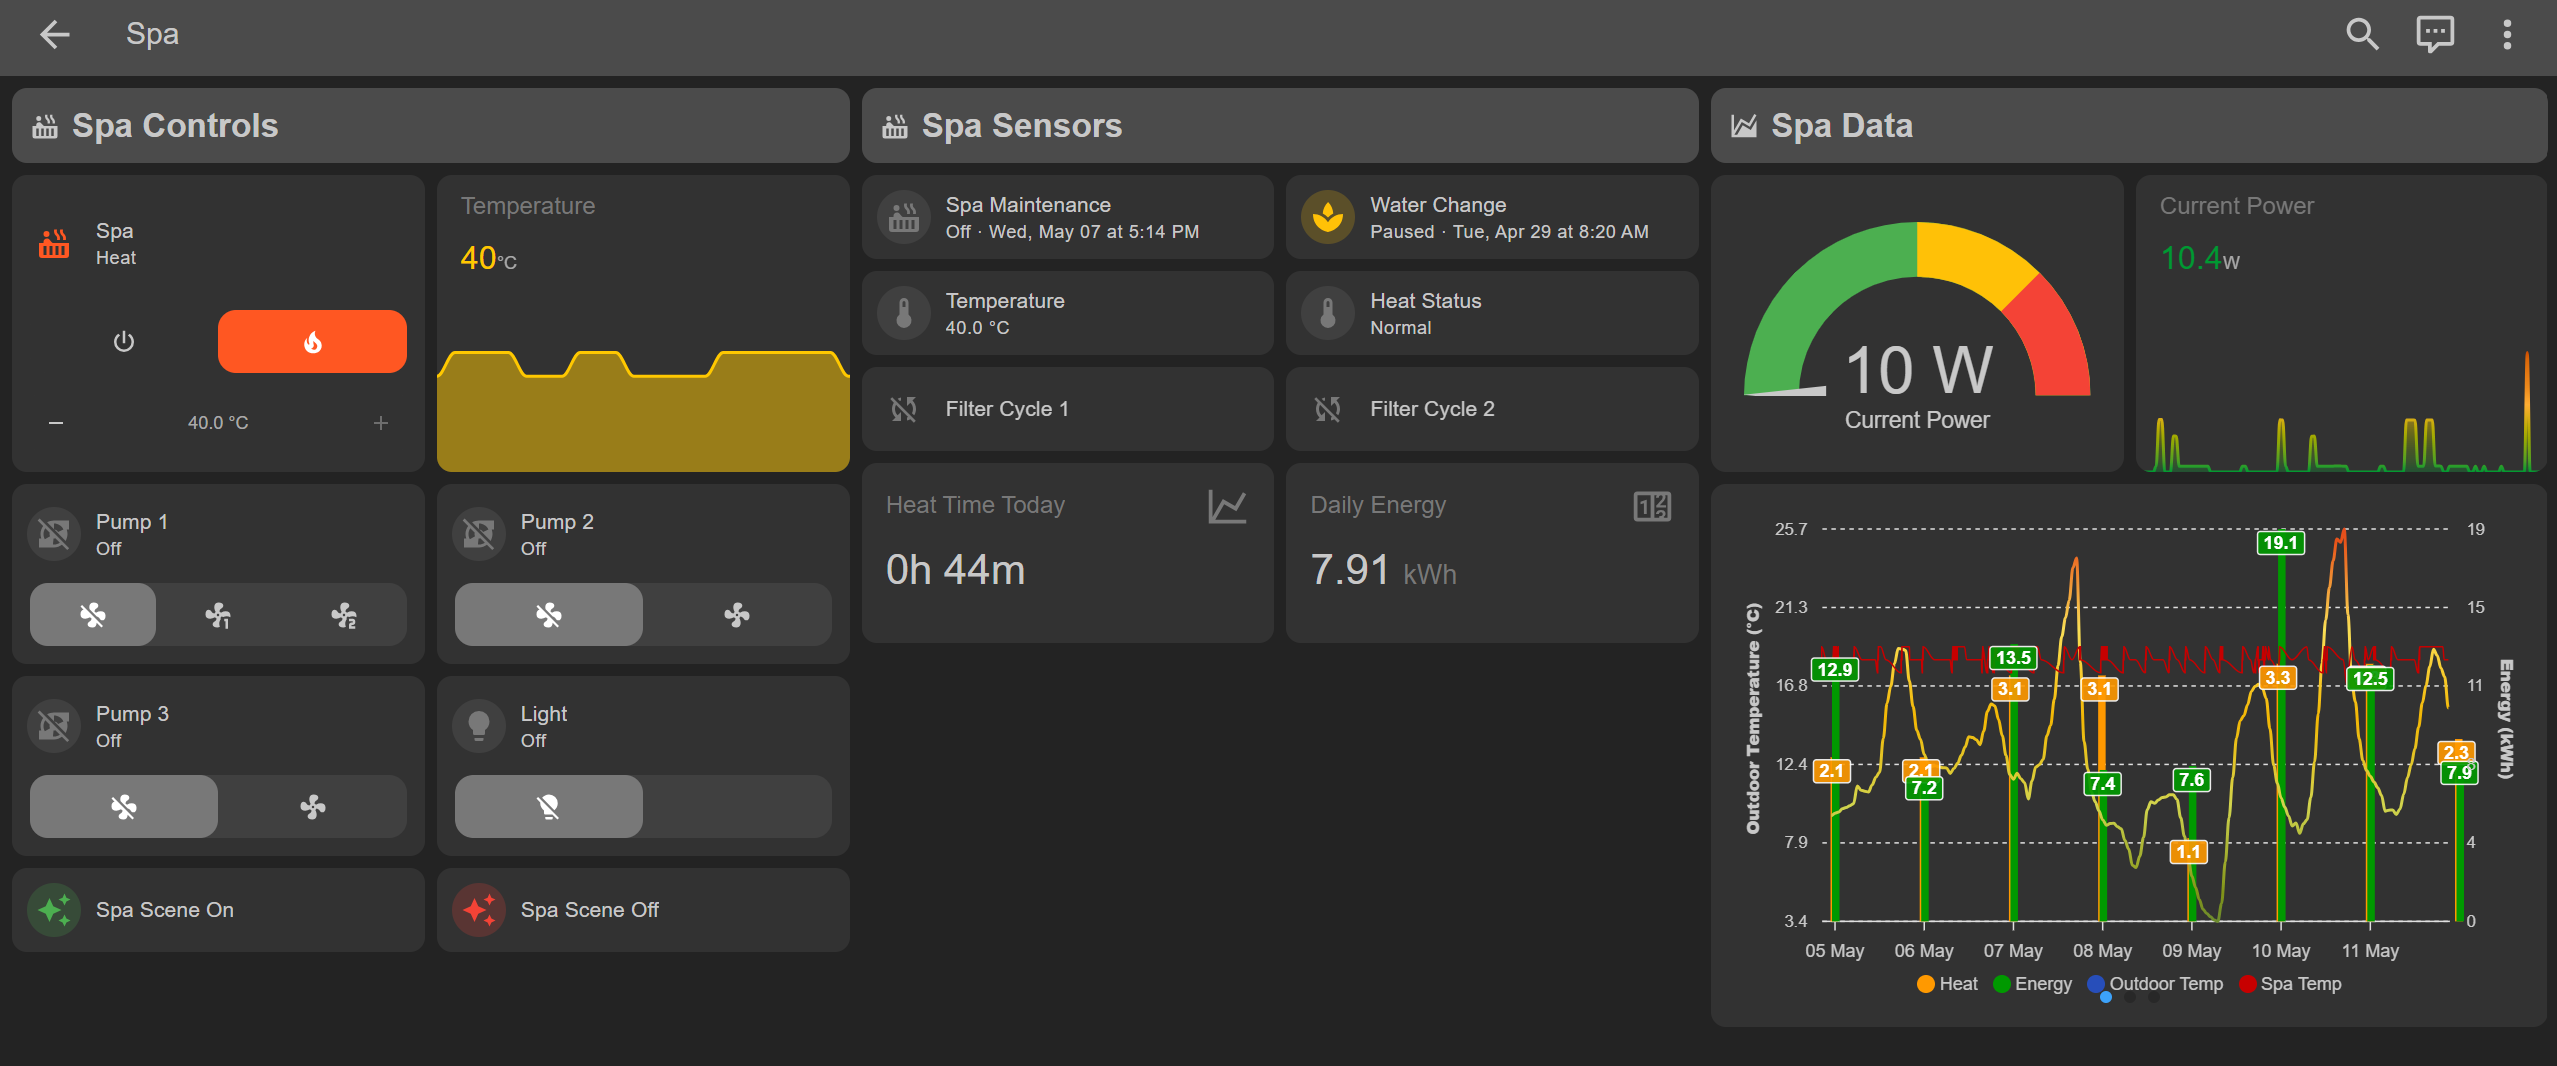 Spa
Spa Controls
Spa
Heat
40.0 °C
Temperature
40°C
Pump 1
Off
1
2
Pump 2
Off
Pump 3
Off
Light
Off
Spa Scene On
Spa Scene Off
Spa Sensors
Spa Maintenance
Off · Wed, May 07 at 5:14 PM
Water Change
Paused · Tue, Apr 29 at 8:20 AM
Temperature
40.0 °C
Heat Status
Normal
Filter Cycle 1
Filter Cycle 2
Heat Time Today
0h 44m
Daily Energy
7.91 kWh
Spa Data
10 W
Current Power
Current Power
10.4W
Outdoor Temperature (°C)
25.7
21.3
16.8
12.4
7.9
3.4
19
15
11
4
0
Energy (kWh)
12.9
2.1
2.1
7.2
13.5
3.1
3.1
7.4
7.6
1.1
19.1
3.3
12.5
2.3
7.9
05 May
06 May
07 May
08 May
09 May
10 May
11 May
Heat
Energy
Outdoor Temp
Spa Temp